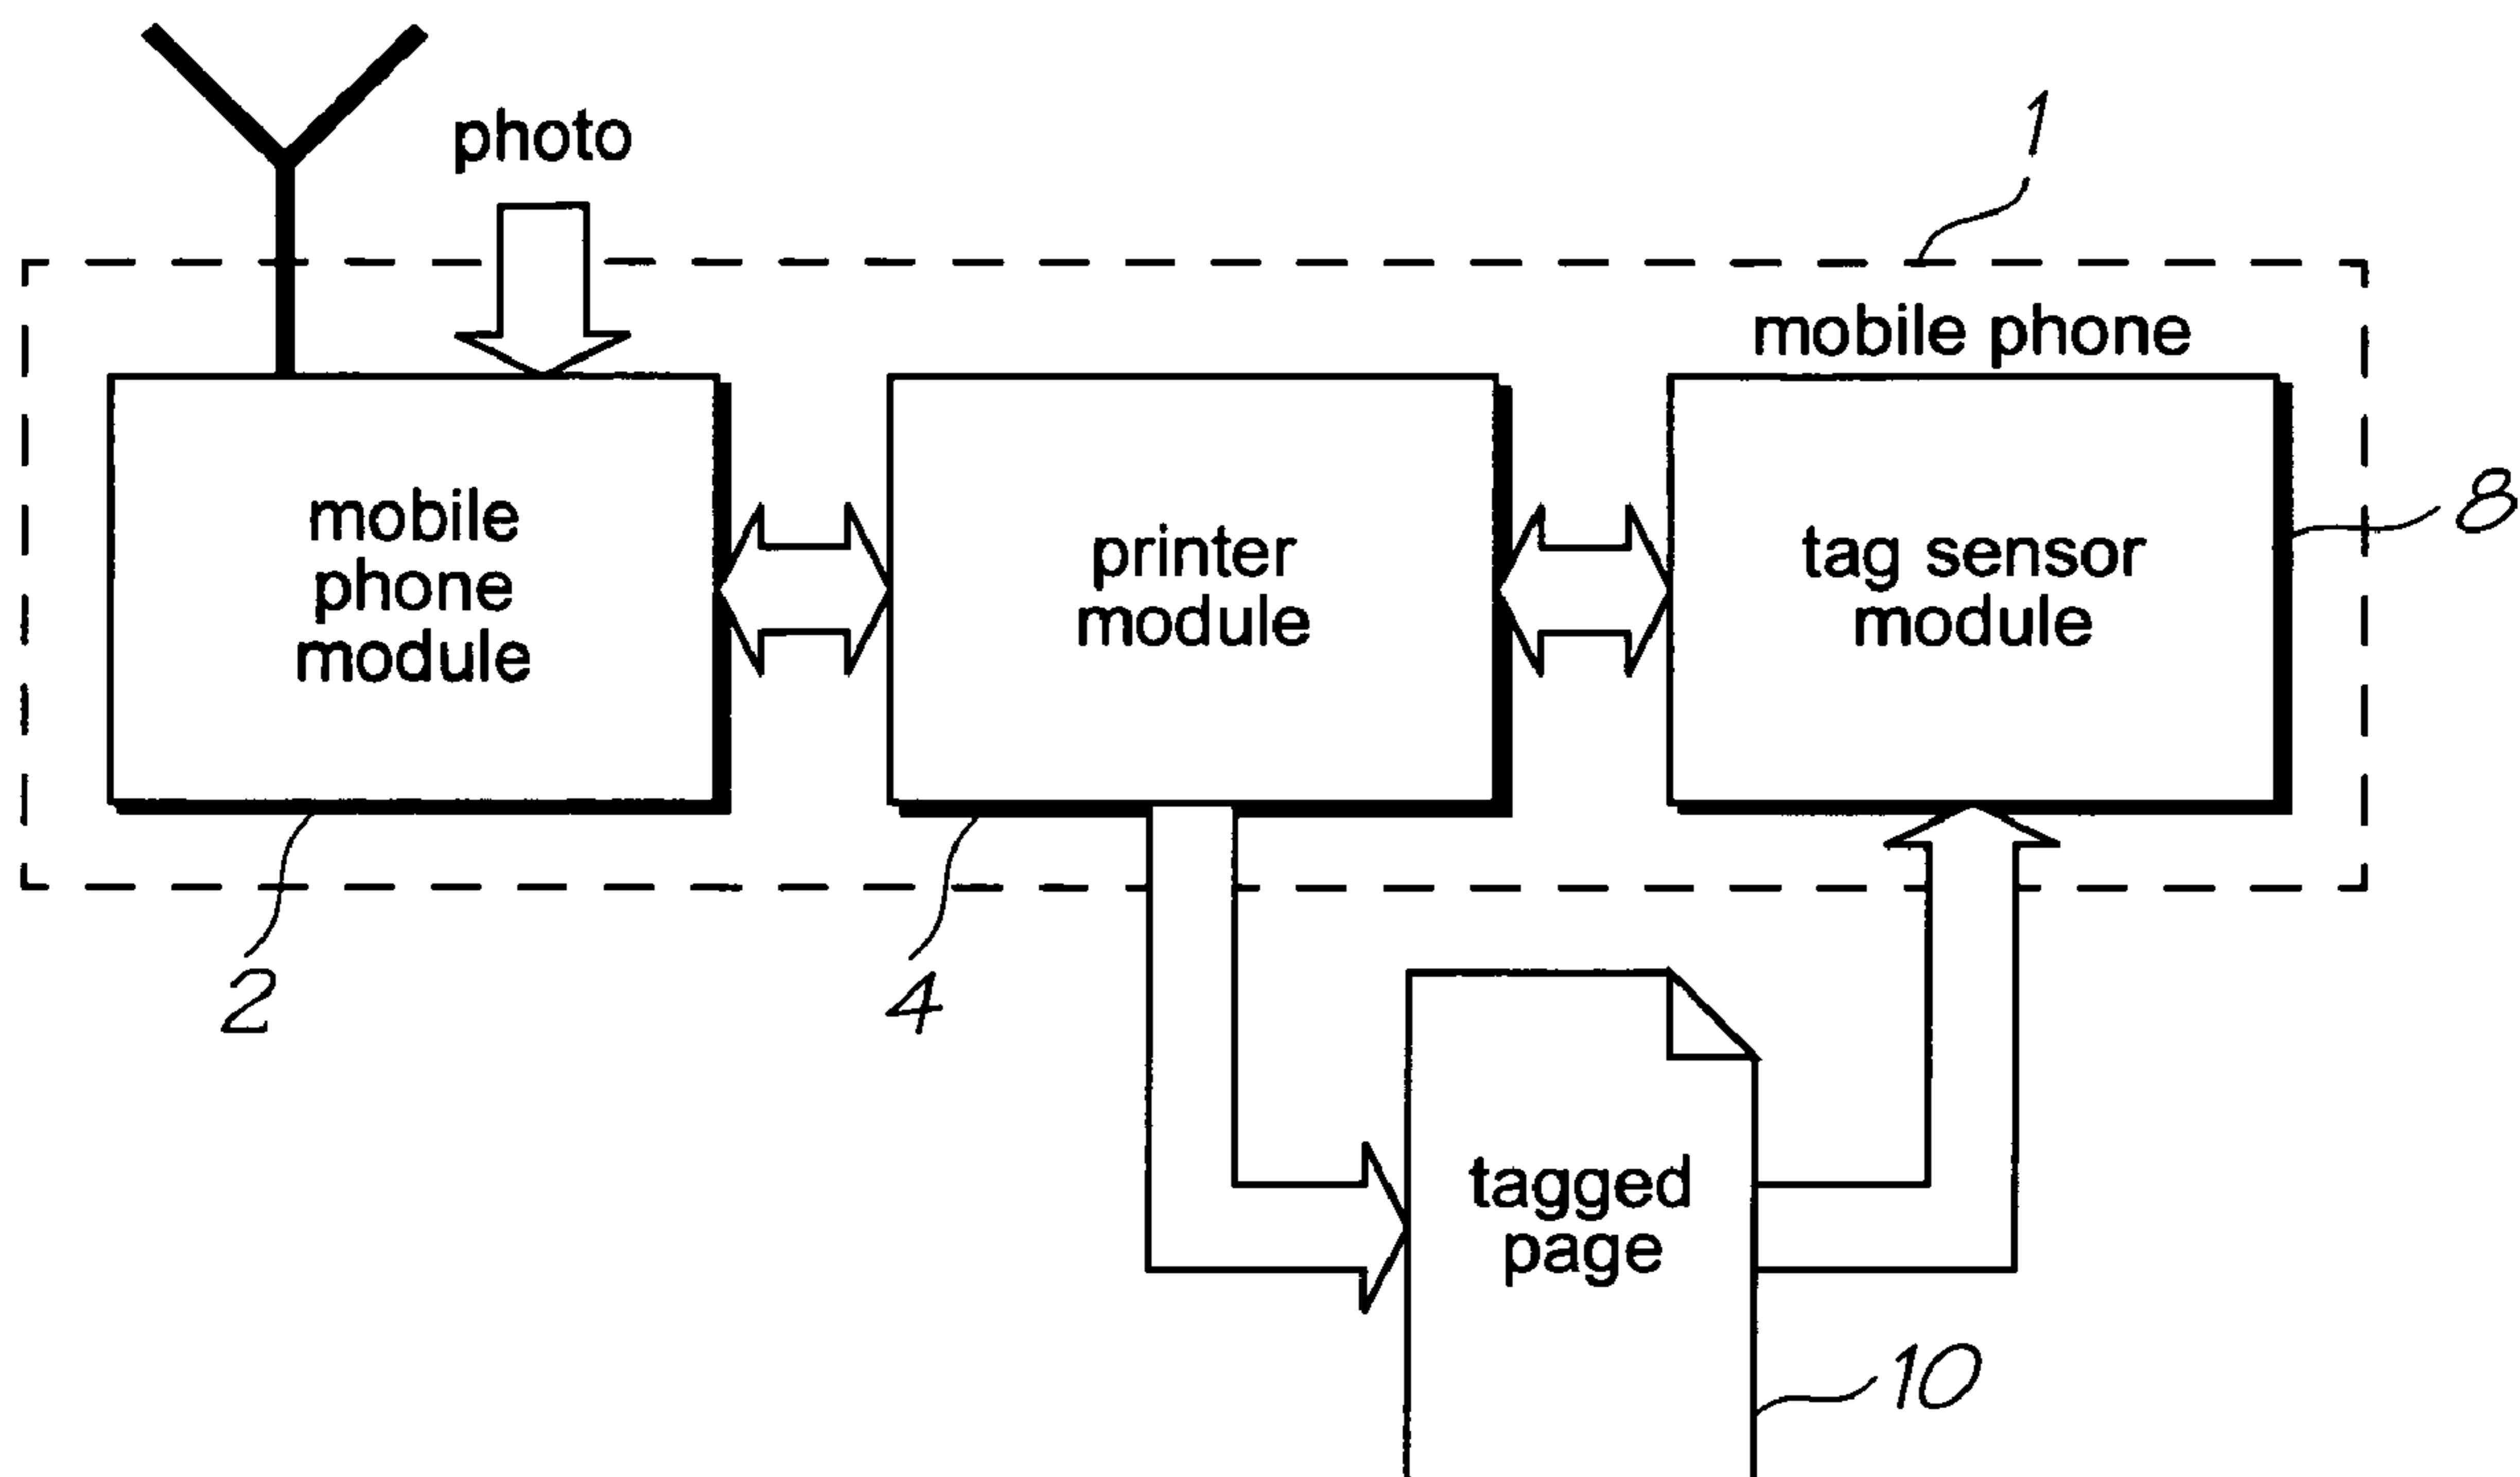 photo
1
mobile phone
mobile
phone
module
printer
module
tag sensor
module
8
2
4
tagged
page
10